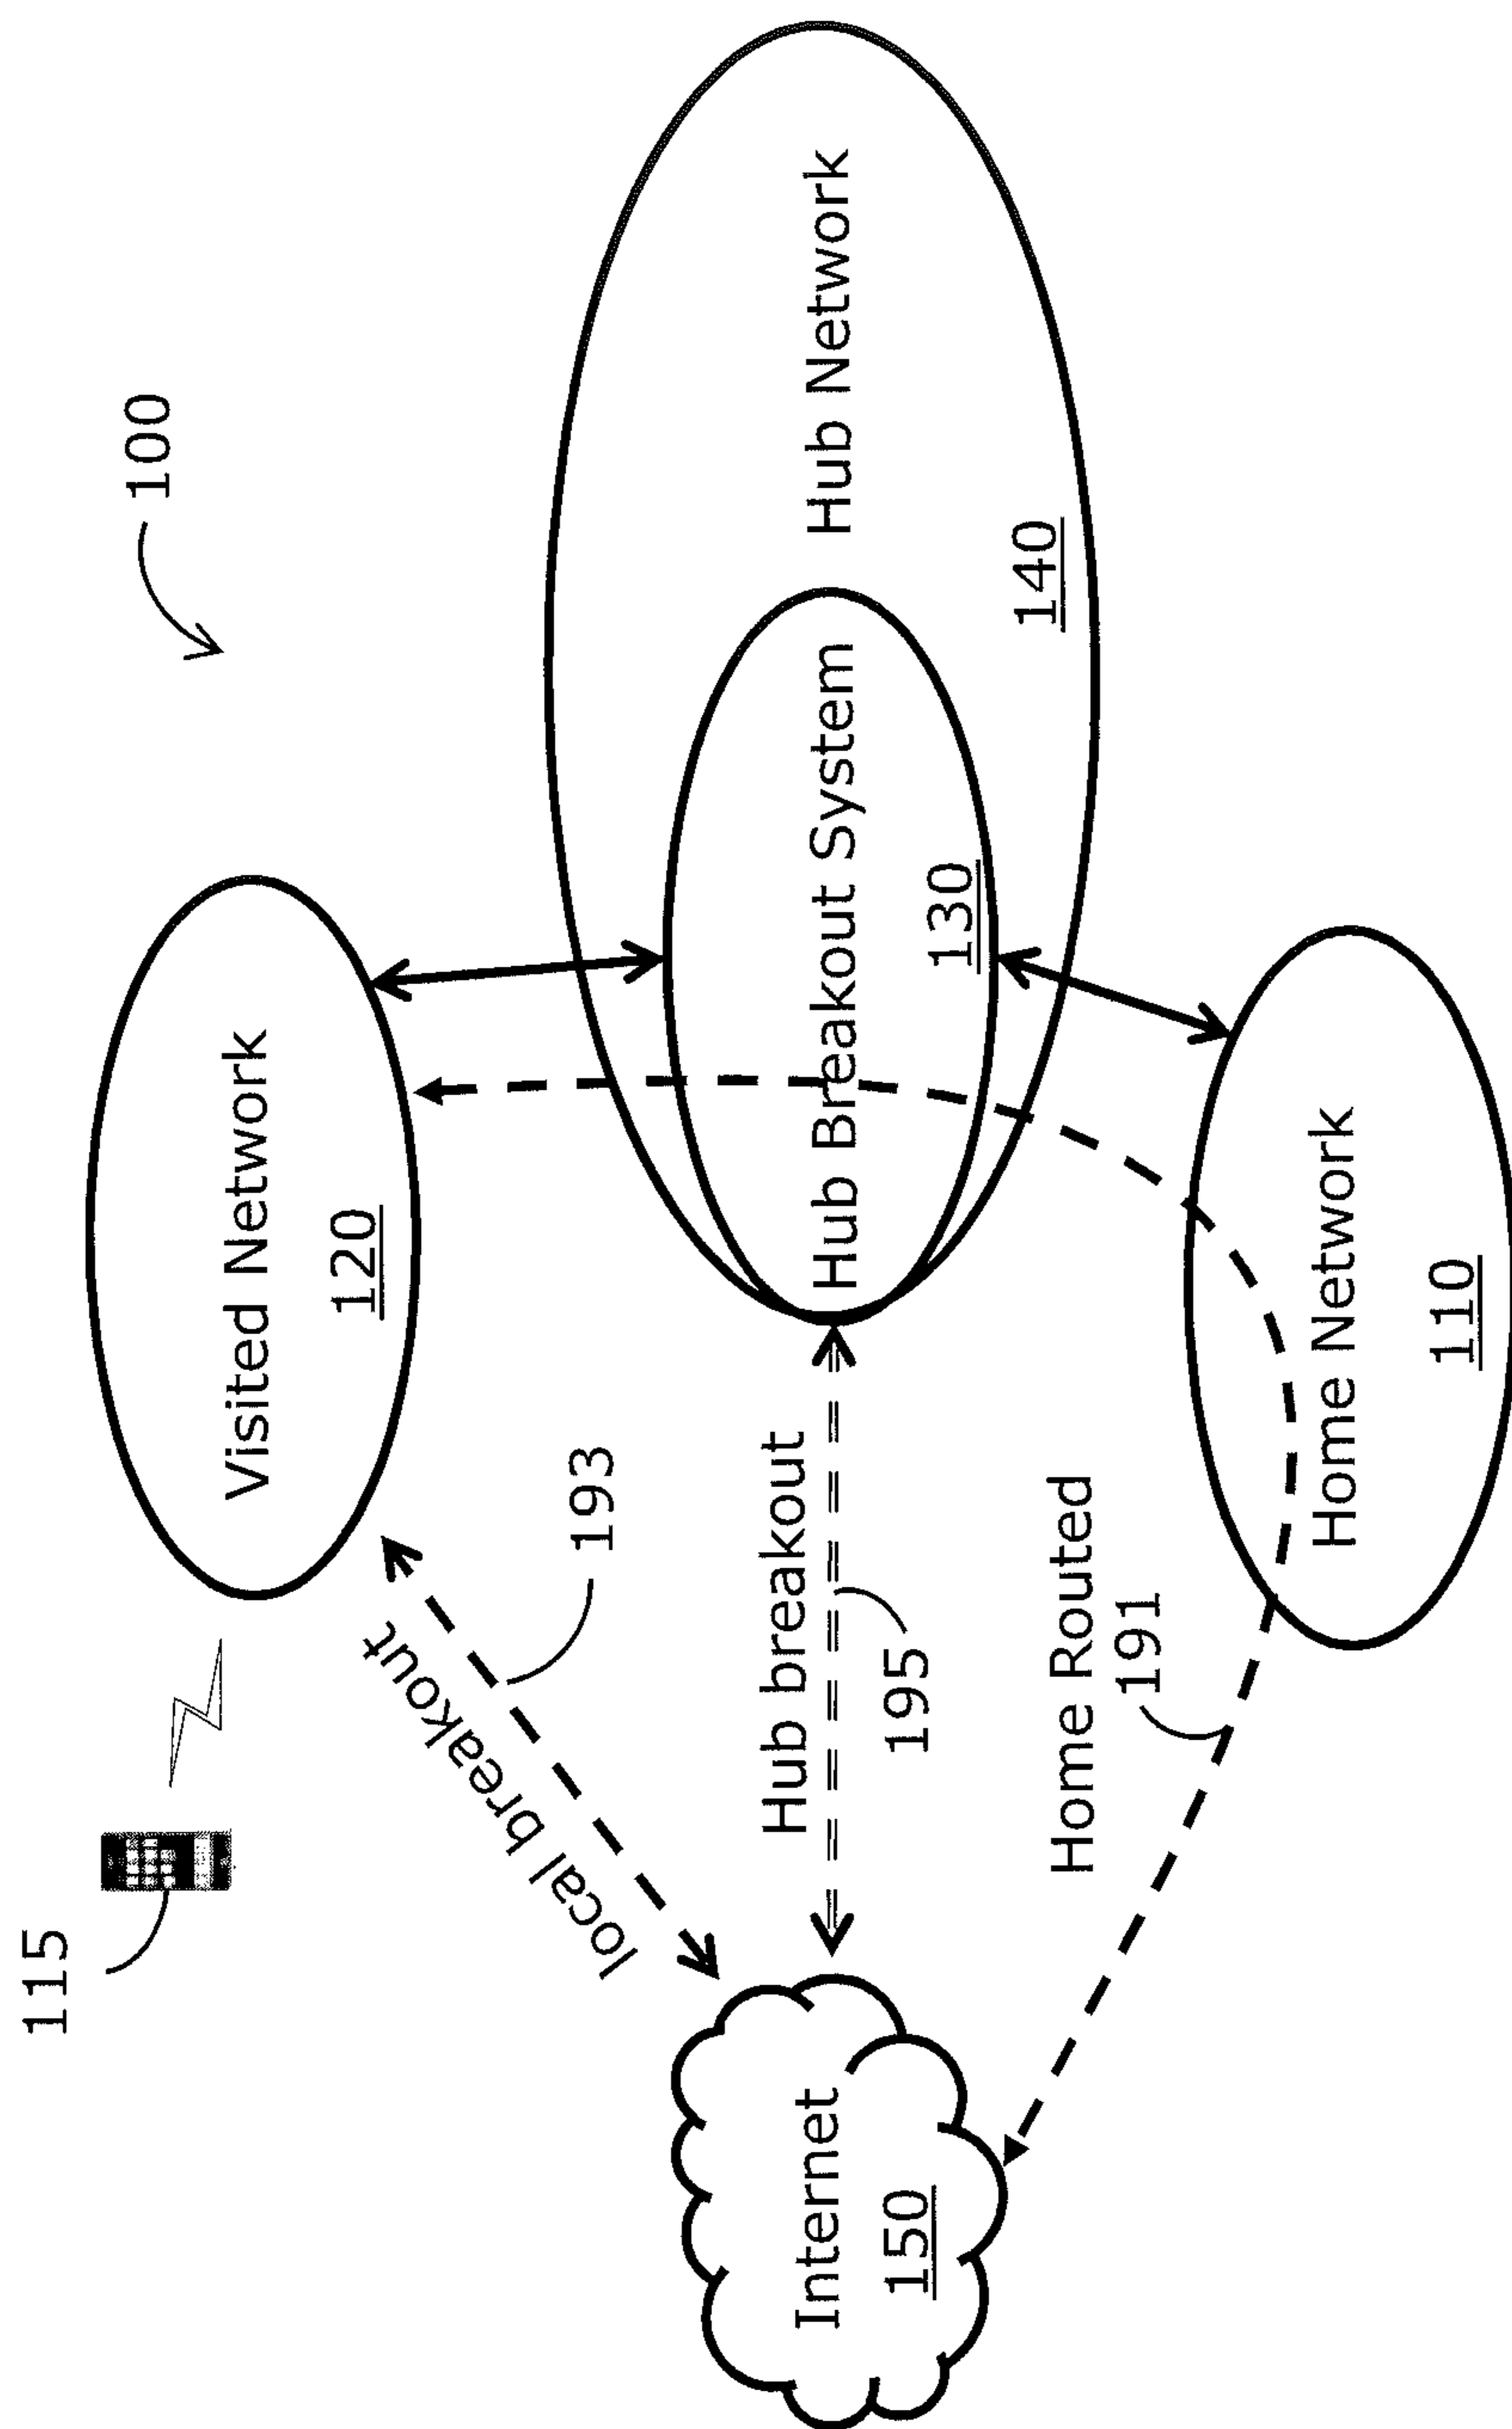 100
115
Visited Network
120
local breakout
193
Hub breakout
195
Internet
150
Hub Breakout System
130
Hub Network
140
Home Routed
191
Home Network
110